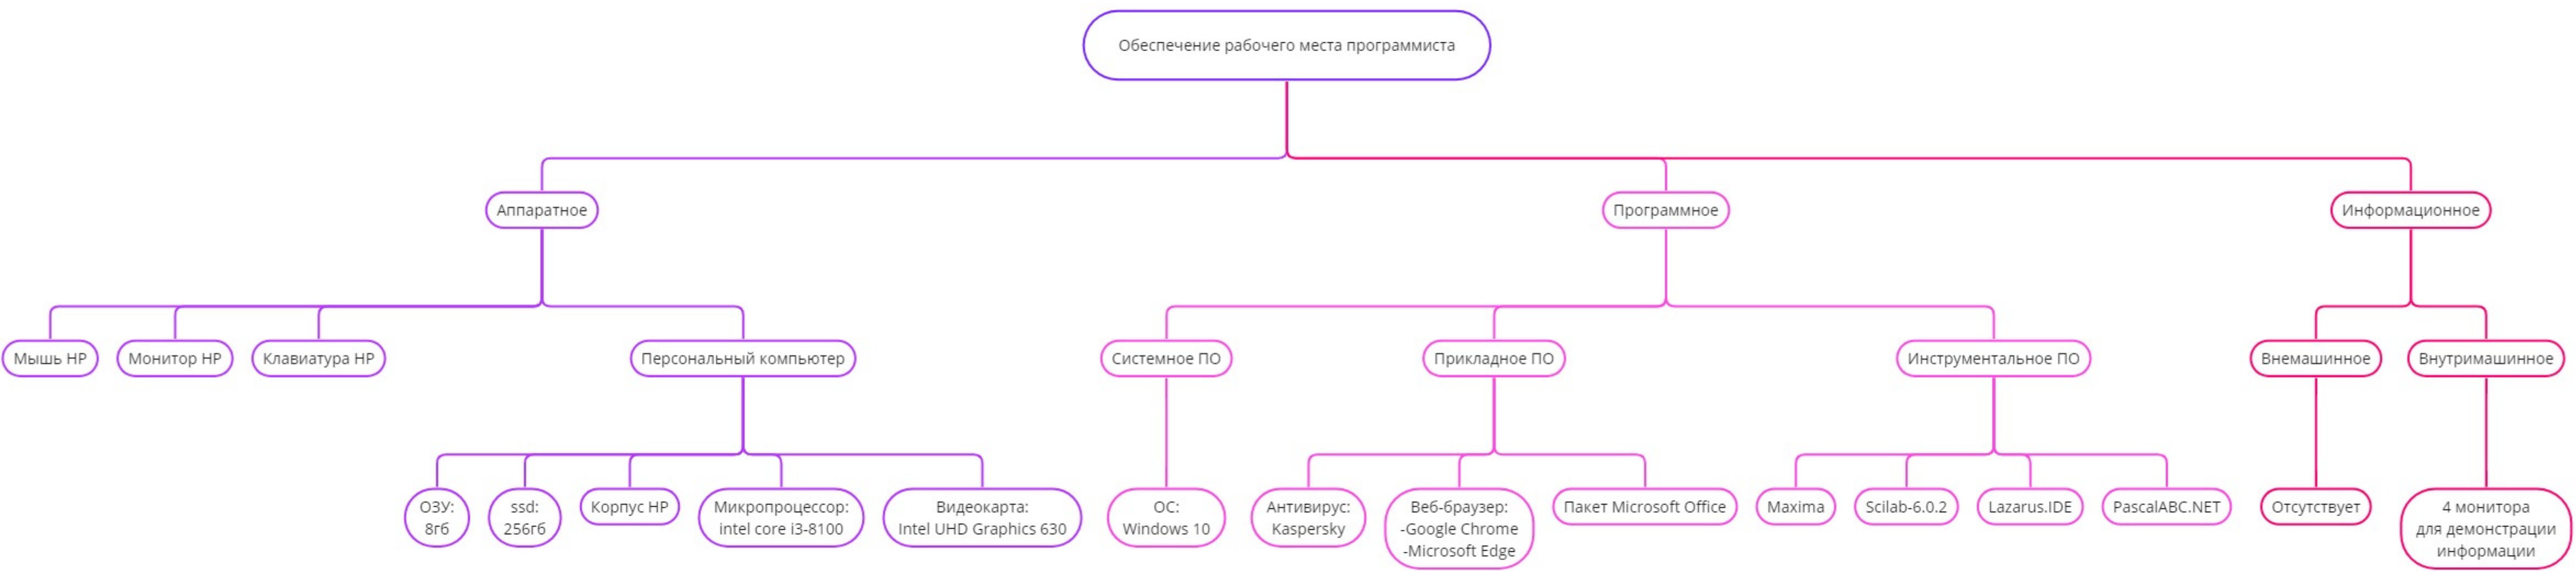 Обеспечение рабочего места программиста
Аппаратное
Программное
Информационное
Мышь HP
Монитор HP
Клавиатура HP
Персональный компьютер
Системное ПО
Прикладное ПО
Инструментальное ПО
Внемашинное
Внутримашинное
ОЗУ:
8гб
ssd:
256гб
Корпус HP
Микропроцессор:
intel core i3-8100
Видеокарта:
Intel UHD Graphics 630
ОС:
Windows 10
Антивирус:
Kaspersky
Веб-браузер:
-Google Chrome
-Microsoft Edge
Пакет Microsoft Office
Maxima
Scilab-6.0.2
Lazarus.IDE
PascalABC.NET
Отсутствует
4 монитора
для демонстрации
информации